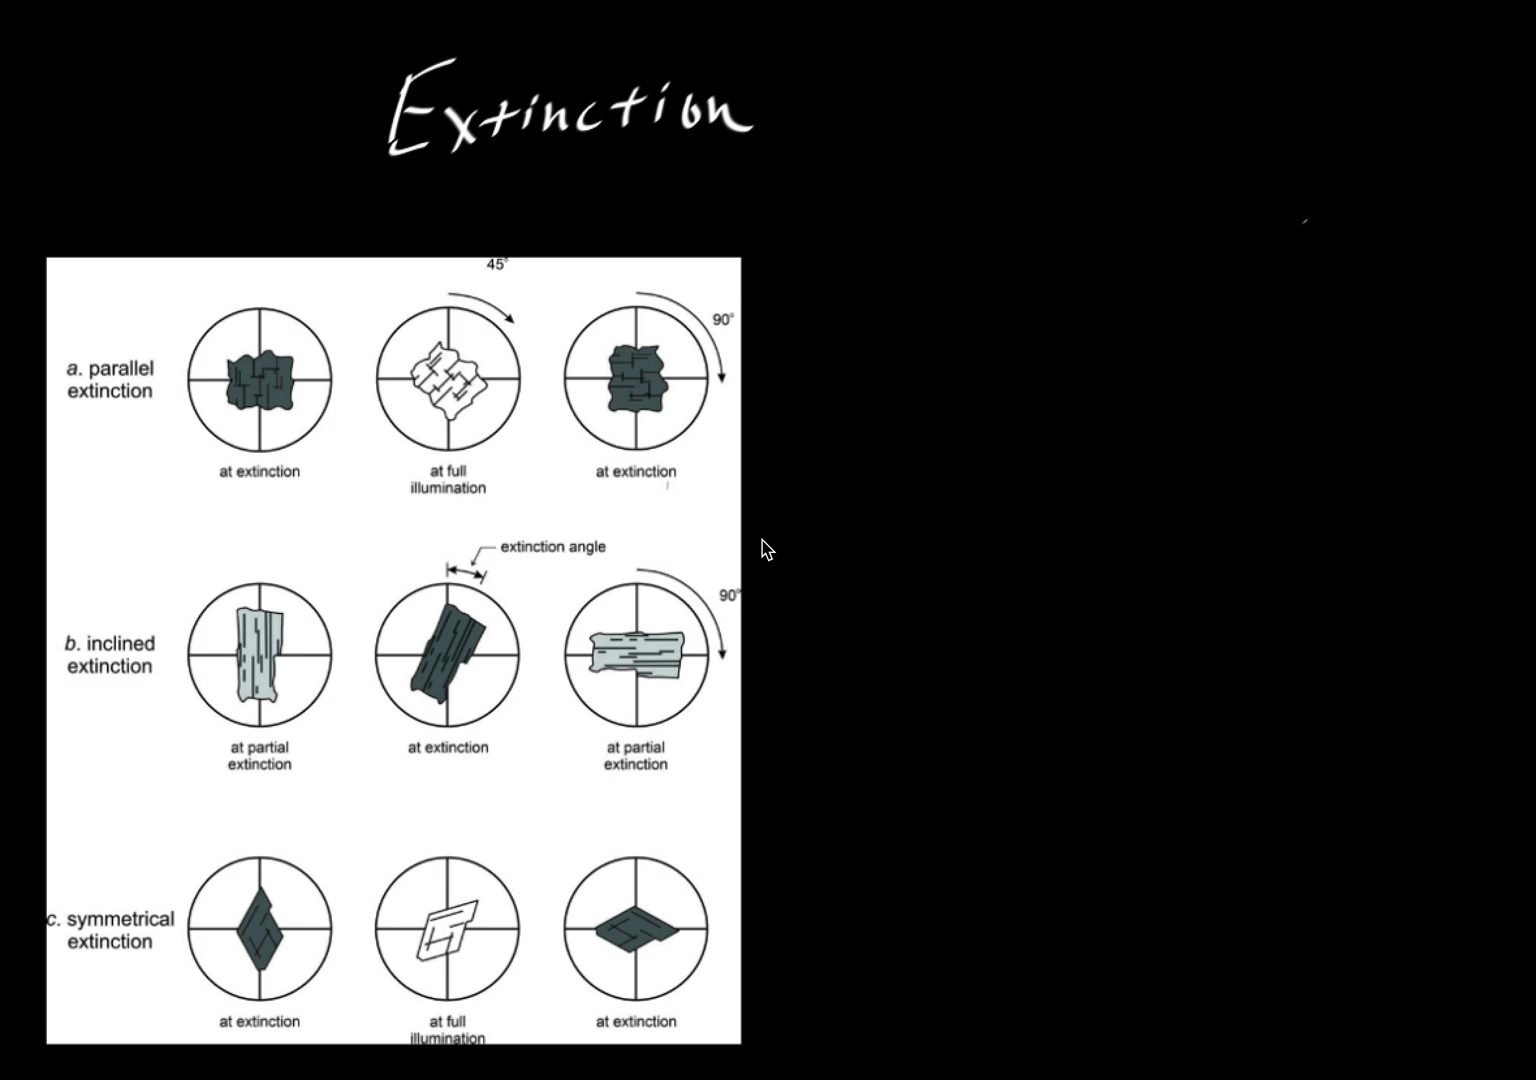 Extinction
45°
90°
a. parallel
extinction
at extinction
at full
illumination
at extinction
extinction angle
90°
b. inclined
extinction
at partial
extinction
at extinction
at partial
extinction
c. symmetrical
extinction
at extinction
at full
illumination
at extinction